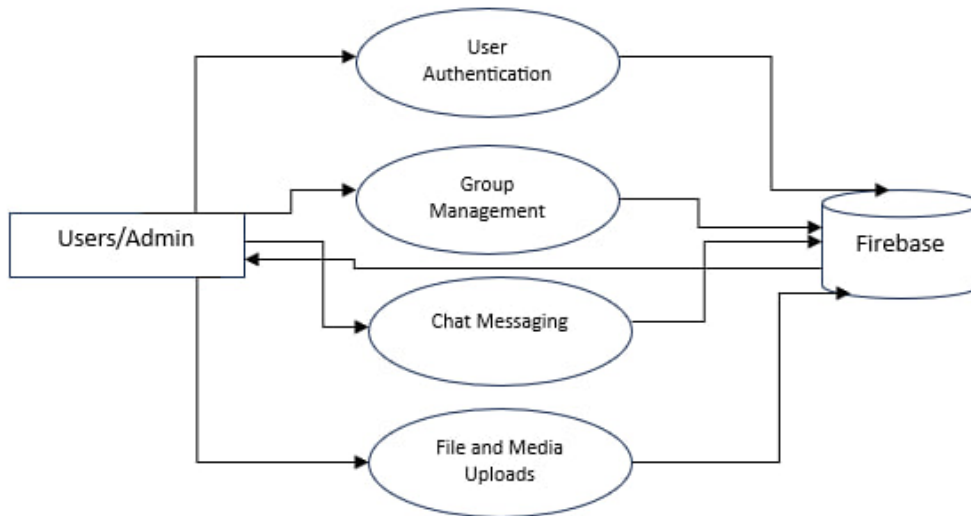 User
Authentication
Group
Management
Users/Admin
Firebase
Chat Messaging
File and Media
Uploads